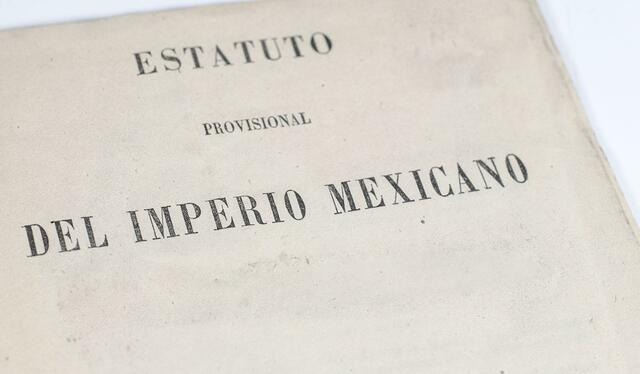 ESTATUTO
PROVISIONAL
DEL IMPERIO MEXICANO